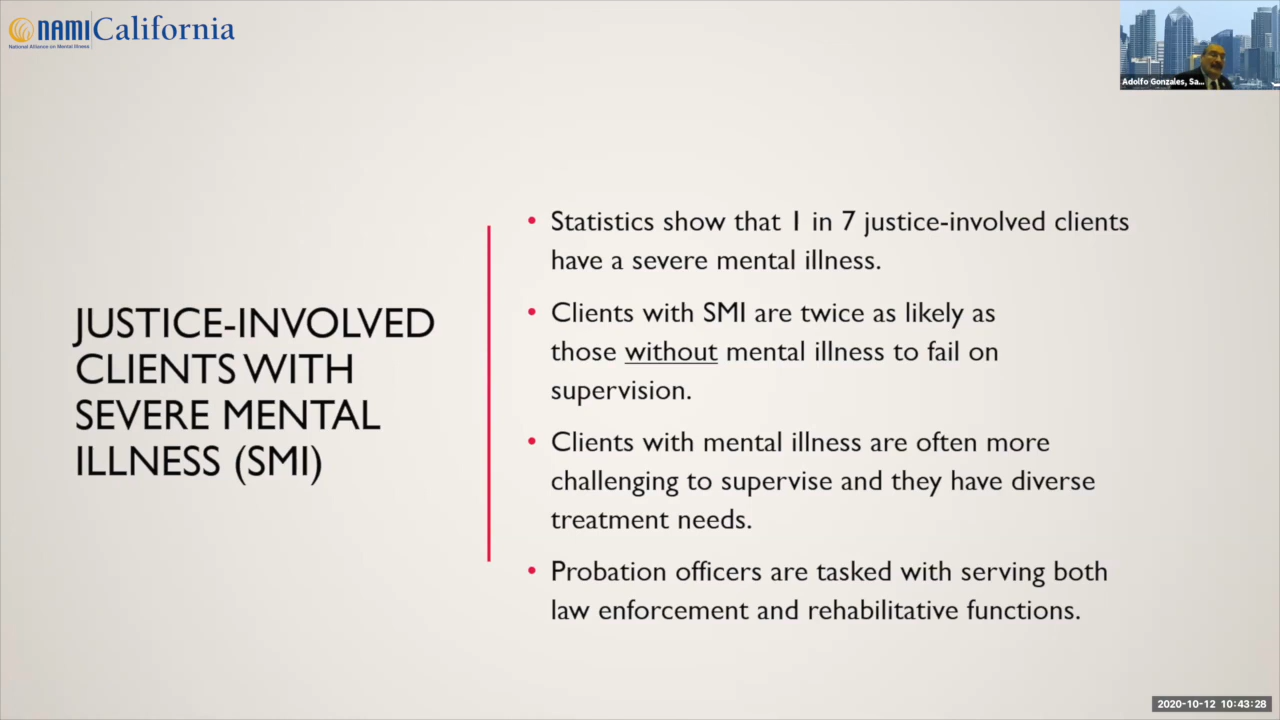 NAMI California
National Alliance on Mental Illness
Adolfo Gonzales, Sa...
JUSTICE-INVOLVED
CLIENTS WITH
SEVERE MENTAL
ILLNESS (SMI)
• Statistics show that 1 in 7 justice-involved clients
have a severe mental illness.
• Clients with SMI are twice as likely as
those without mental illness to fail on
supervision.
• Clients with mental illness are often more
challenging to supervise and they have diverse
treatment needs.
• Probation officers are tasked with serving both
law enforcement and rehabilitative functions.
2020-10-12 10:43:28